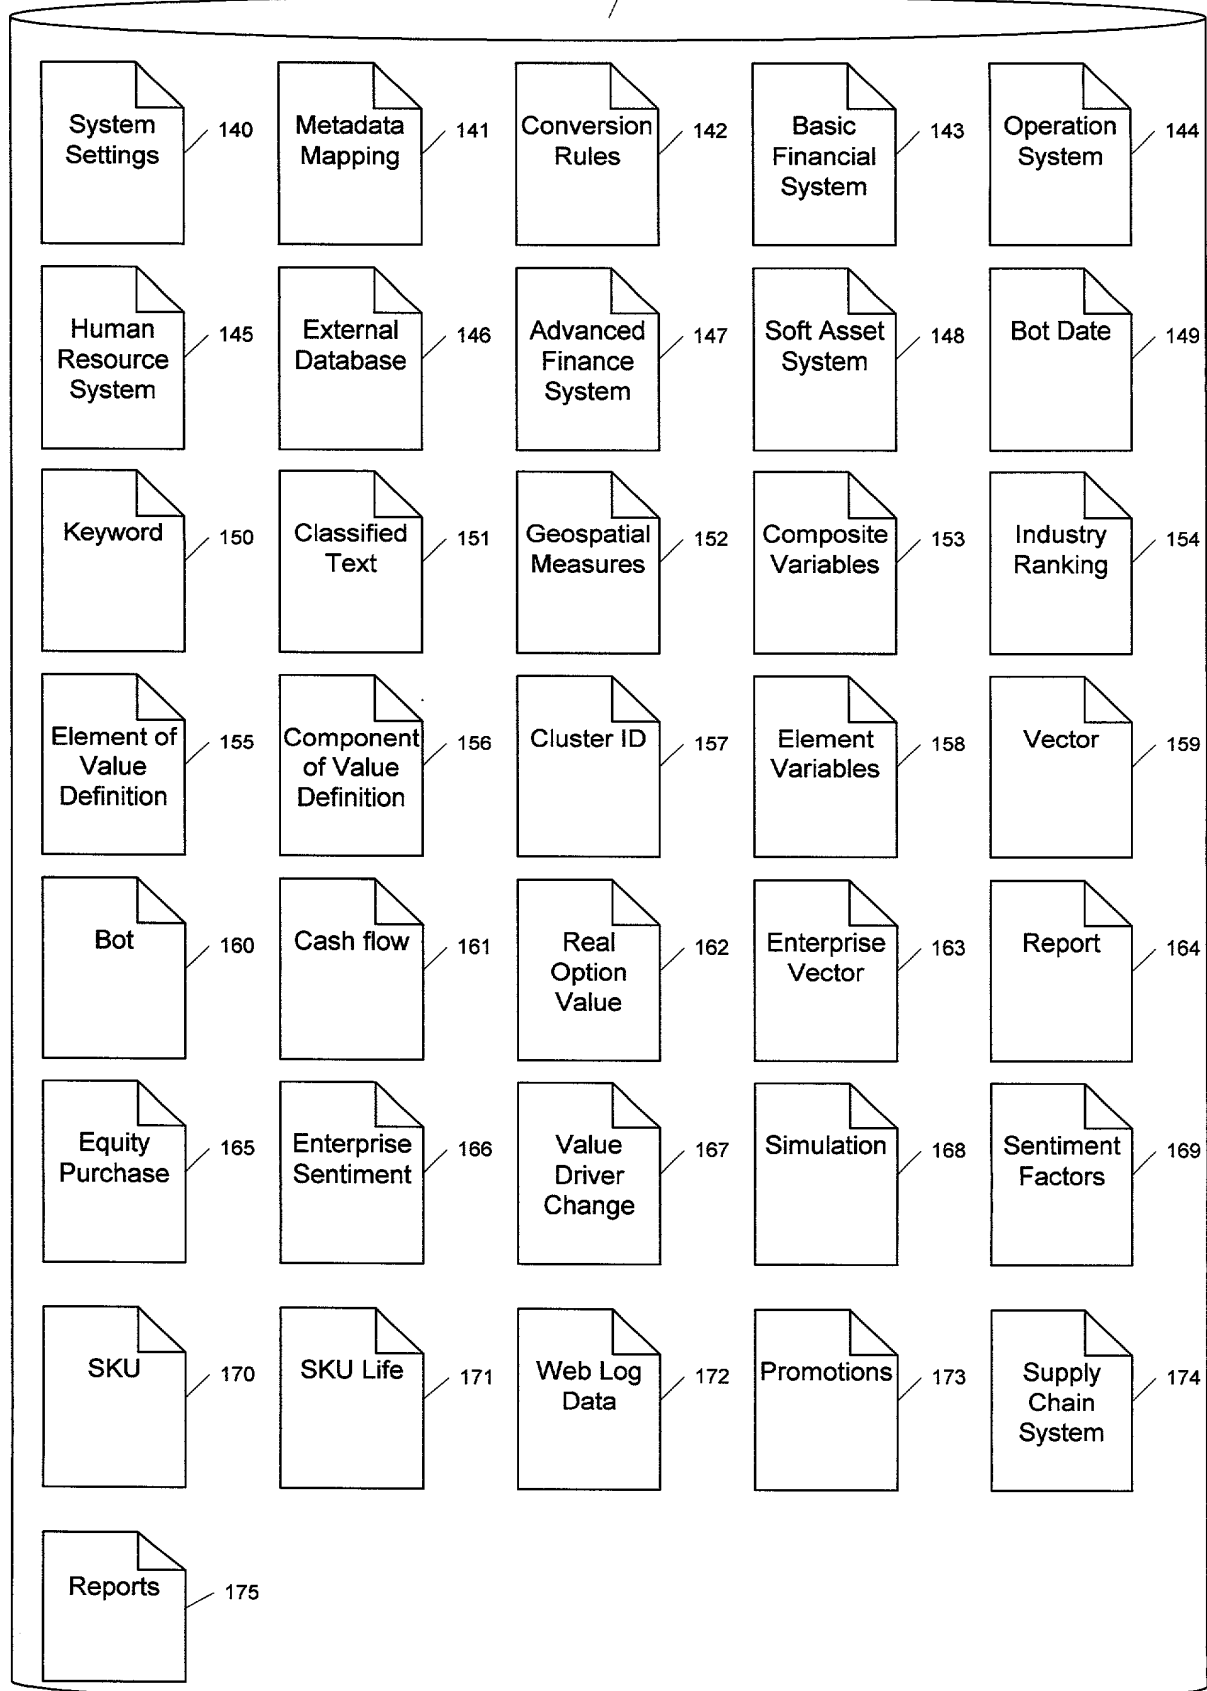 System
Settings
140
Metadata
Mapping
141
Conversion
Rules
142
Basic
Financial
System
143
Operation
System
144
Human
Resource
System
145
External
Database
146
Advanced
Finance
System
147
Soft Asset
System
148
Bot Date
149
Keyword
150
Classified
Text
151
Geospatial
Measures
152
Composite
Variables
153
Industry
Ranking
154
Element of
Value
Definition
155
Component
of Value
Definition
156
Cluster ID
157
Element
Variables
158
Vector
159
Bot
160
Cash flow
161
Real
Option
Value
162
Enterprise
Vector
163
Report
164
Equity
Purchase
165
Enterprise
Sentiment
166
Value
Driver
Change
167
Simulation
168
Sentiment
Factors
169
SKU
170
SKU Life
171
Web Log
Data
172
Promotions
173
Supply
Chain
System
174
Reports
175